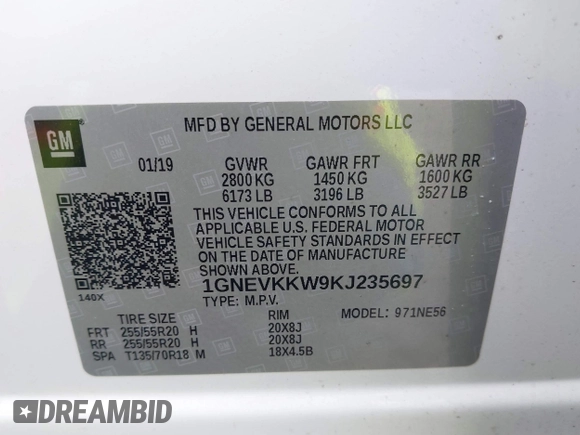 GM
MFD BY GENERAL MOTORS LLC
01/19 GVWR GAWR FRT GAWR RR
2800 KG 1450 KG 1600 KG
6173 LB 3196 LB 3527 LB
THIS VEHICLE CONFORMS TO ALL
APPLICABLE U.S. FEDERAL MOTOR
VEHICLE SAFETY STANDARDS IN EFFECT
ON THE DATE OF MANUFACTURE
SHOWN ABOVE.
1GNEVKKW9KJ235697
140X
TYPE: M.P.V.
TIRE SIZE RIM MODEL: 971NE56
FRT 255/55R20 H 20X8J
RR 255/55R20 H 20X8J
SPA T135/70R18 M 18X4.5B
DREAMBID